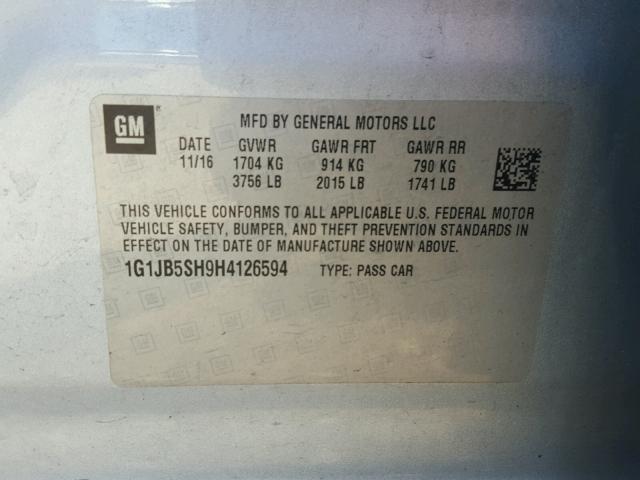 GM
MFD BY GENERAL MOTORS LLC
DATE GVWR GAWR FRT GAWR RR
11/16 1704 KG 914 KG 790 KG
3756 LB 2015 LB 1741 LB
THIS VEHICLE CONFORMS TO ALL APPLICABLE U.S. FEDERAL MOTOR
VEHICLE SAFETY, BUMPER, AND THEFT PREVENTION STANDARDS IN
EFFECT ON THE DATE OF MANUFACTURE SHOWN ABOVE.
1G1JB5SH9H4126594 TYPE: PASS CAR